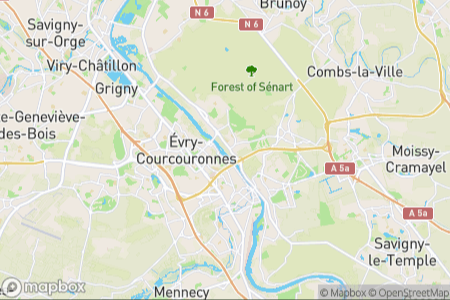 Savigny-
sur-Orge
N 6
Brunoy
N 6
Viry-Châtillon
Combs-la-Ville
Grigny
Forest of Sénart
te-Geneviève-
des-Bois
Évry-
Courcouronnes
Moissy-
Cramayel
A 5a
A 5a
Savigny-
le-Temple
Mennecy
mapbox
© Mapbox © OpenStreetMap